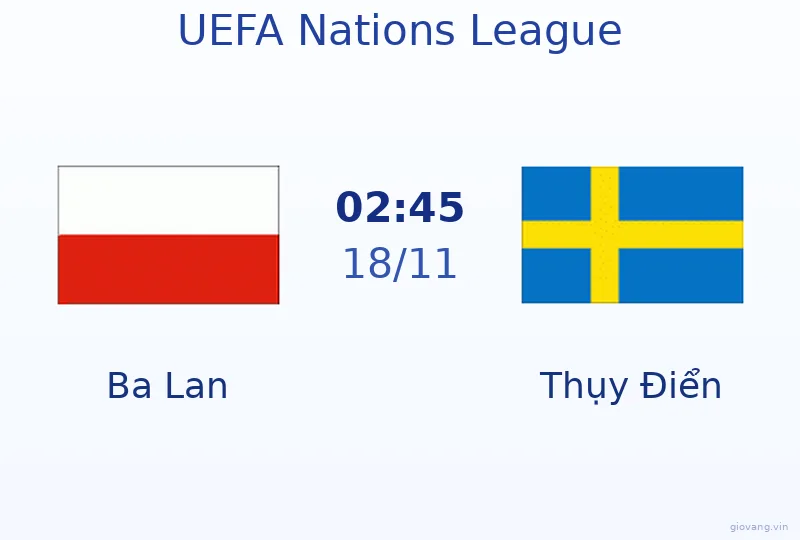 UEFA Nations League
02:45
18/11
Ba Lan
Thụy Điển
giovang.vin